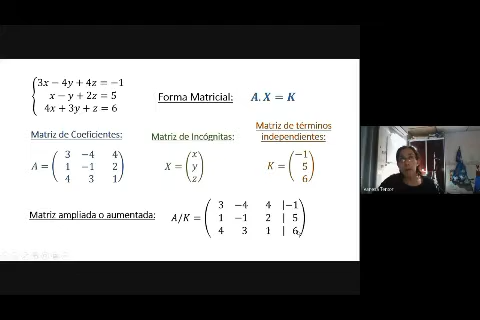 3x − 4y + 4z = −1
x − y + 2z = 5
4x + 3y + z = 6
Forma Matricial: A.X = K
Matriz de Coeficientes:
A = ( 3 −4 4
1 −1 2
4 3 1 )
Matriz de Incógnitas:
X = ( x
y
z )
Matriz de términos
independientes:
K = ( −1
5
6 )
Matriz ampliada o aumentada:
A/K = ( 3 −4 4 | −1
1 −1 2 | 5
4 3 1 | 6 )